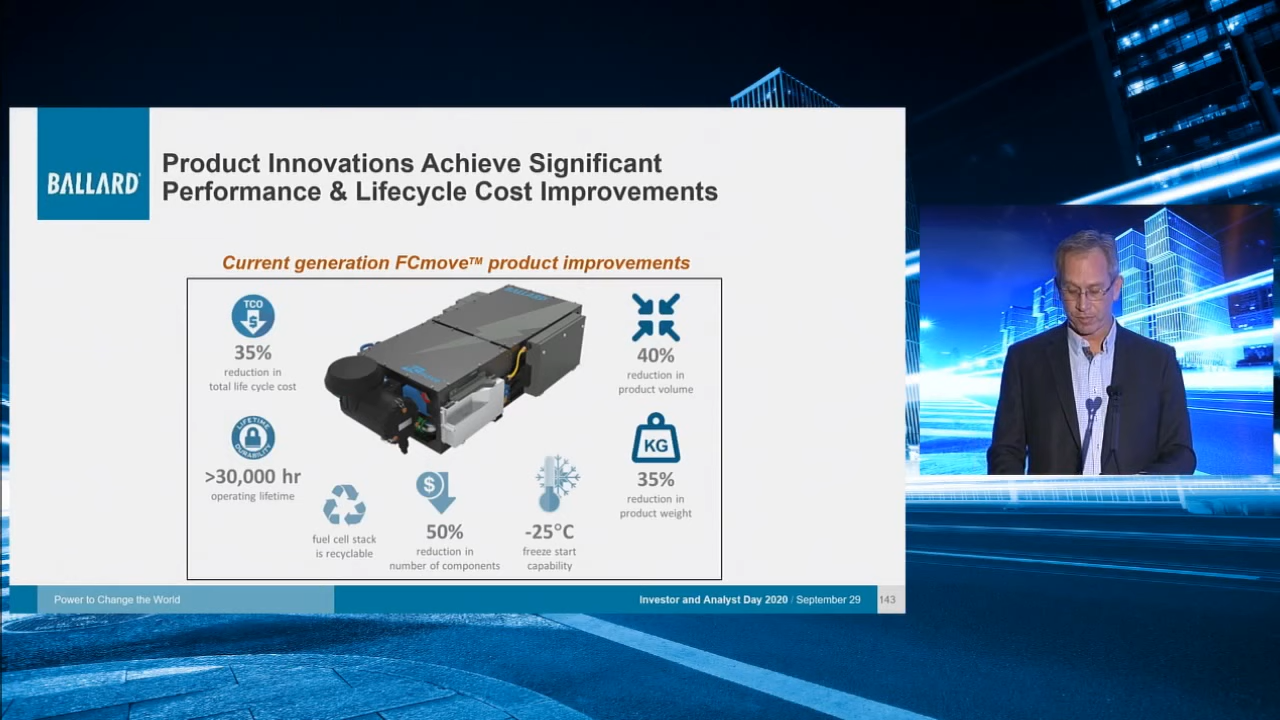 BALLARD
Product Innovations Achieve Significant
Performance & Lifecycle Cost Improvements
Current generation FCmove™ product improvements
TCO
$
35%
reduction in
total life cycle cost
BALLARD
40%
reduction in
product volume
LIFETIME
DURABILITY
>30,000 hr
operating lifetime
KG
35%
reduction in
product weight
fuel cell stack
is recyclable
$
50%
reduction in
number of components
-25°C
freeze start
capability
Power to Change the World
Investor and Analyst Day 2020 / September 29
143